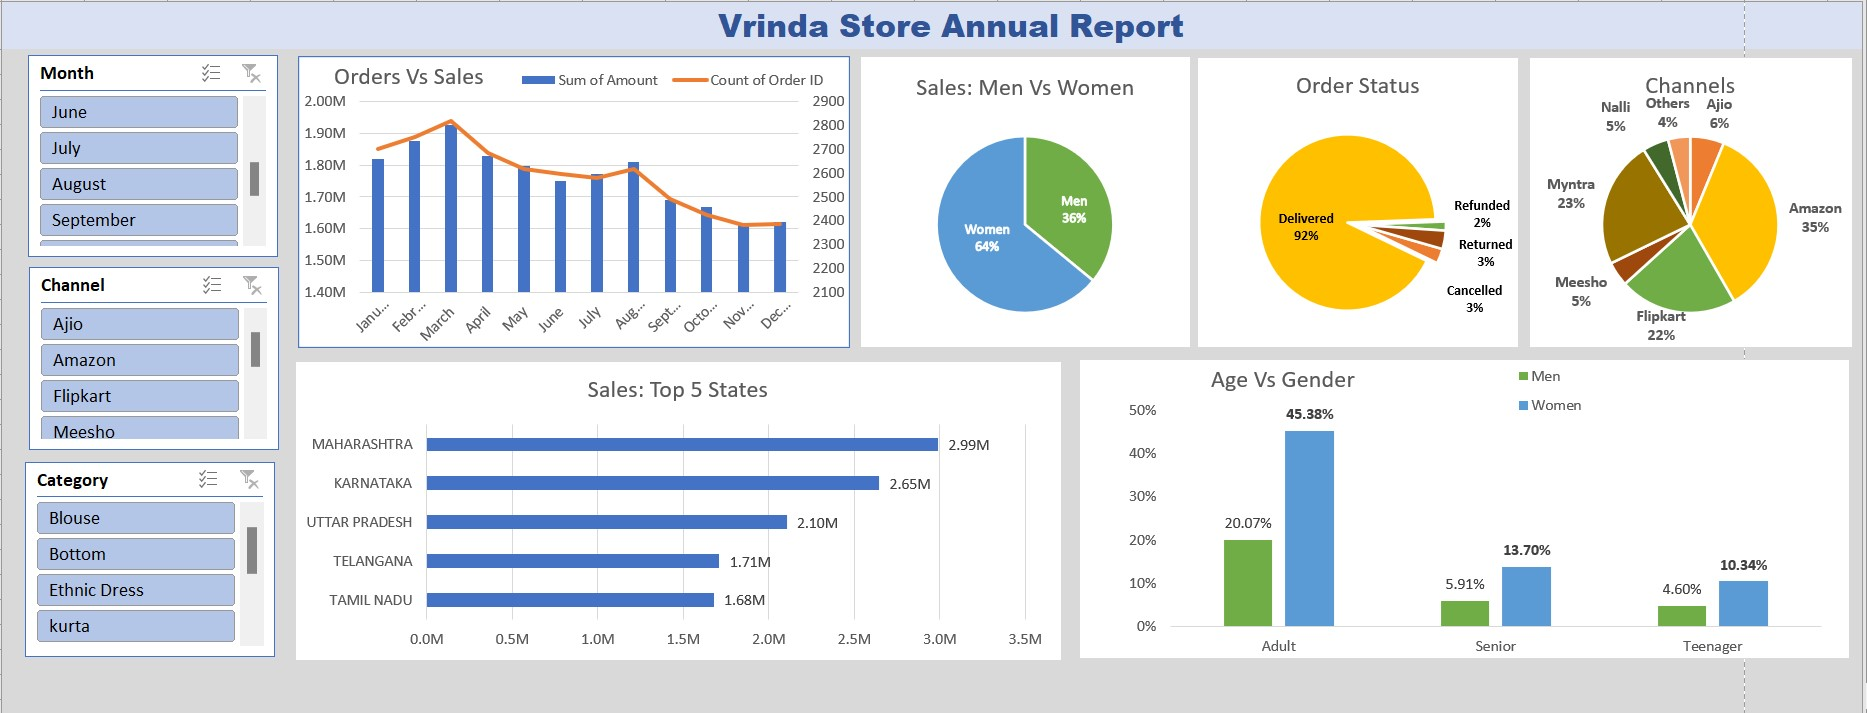 Vrinda Store Annual Report
Month
June
July
August
September
Channel
Ajio
Amazon
Flipkart
Meesho
Category
Blouse
Bottom
Ethnic Dress
kurta
Orders Vs Sales
Sum of Amount
Count of Order ID
2.00M
1.90M
1.80M
1.70M
1.60M
1.50M
1.40M
2900
2800
2700
2600
2500
2400
2300
2200
2100
Janu...
Febr...
March
April
May
June
July
Aug...
Sept...
Octo...
Nov...
Dec...
Sales: Men Vs Women
Men
36%
Women
64%
Order Status
Delivered
92%
Refunded
2%
Returned
3%
Cancelled
3%
Channels
Nalli
5%
Others
4%
Ajio
6%
Myntra
23%
Amazon
35%
Meesho
5%
Flipkart
22%
Sales: Top 5 States
MAHARASHTRA
2.99M
KARNATAKA
2.65M
UTTAR PRADESH
2.10M
TELANGANA
1.71M
TAMIL NADU
1.68M
0.0M
0.5M
1.0M
1.5M
2.0M
2.5M
3.0M
3.5M
Age Vs Gender
Men
Women
50%
40%
30%
20%
10%
0%
20.07%
45.38%
5.91%
13.70%
4.60%
10.34%
Adult
Senior
Teenager